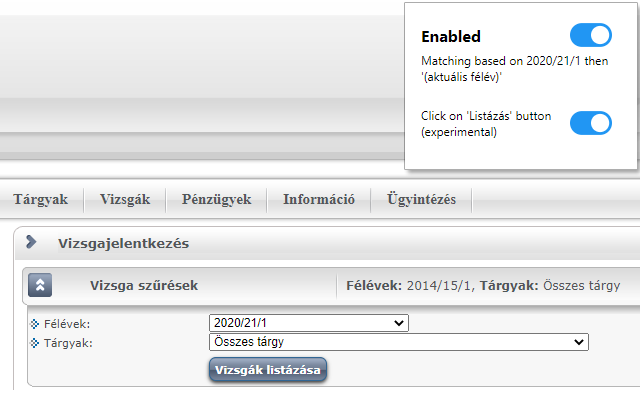 Enabled
Matching based on 2020/21/1 then
'(aktuális félév)'
Click on 'Listázás' button
(experimental)
Tárgyak Vizsgák Pénzügyek Információ Ügyintézés
Vizsgajelentkezés
Vizsga szűrések Félévek: 2014/15/1, Tárgyak: Összes tárgy
Félévek: 2020/21/1
Tárgyak: Összes tárgy
Vizsgák listázása